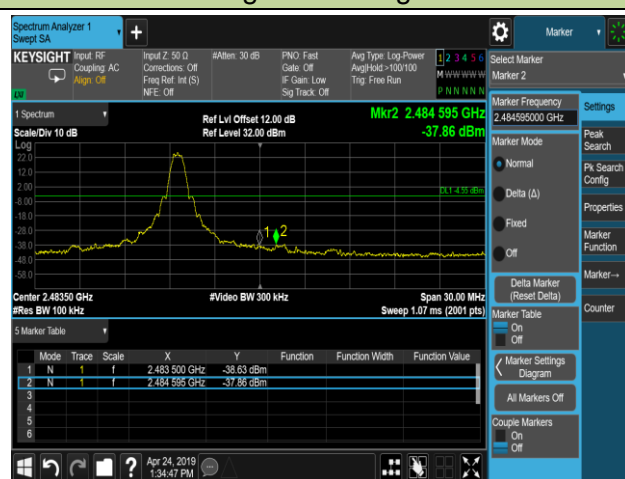 Spectrum Analyzer 1
Swept SA
Marker
KEYSIGHT
Input: RF
Coupling: AC
Align: Off
Input Z: 50 Ω
Corrections: Off
Freq Ref: Int (S)
NFE: Off
#Atten: 30 dB
PNO: Fast
Gate: Off
IF Gain: Low
Sig Track: Off
Avg Type: Log-Power
Avg|Hold:>100/100
Trig: Free Run
1 2 3 4 5 6
M W W W W W
P N N N N N
Select Marker
Marker 2
1 Spectrum
Scale/Div 10 dB
Log
Ref Lvl Offset 12.00 dB
Ref Level 32.00 dBm
Mkr2 2.484 595 GHz
-37.86 dBm
22.0
12.0
2.00
-8.00
-18.0
-28.0
-38.0
-48.0
-58.0
DL1 -4.55 dBm
1
2
Center 2.48350 GHz
#Res BW 100 kHz
#Video BW 300 kHz
Span 30.00 MHz
Sweep 1.07 ms (2001 pts)
5 Marker Table
Mode Trace Scale X Y Function Function Width Function Value
1 N 1 f 2.483 500 GHz -38.63 dBm
2 N 1 f 2.484 595 GHz -37.86 dBm
3
4
5
6
Apr 24, 2019
1:34:47 PM
Marker Frequency
2.484595000 GHz
Marker Mode
Normal
Delta (Δ)
Fixed
Off
Delta Marker
(Reset Delta)
Marker Table
On
Off
Marker Settings
Diagram
All Markers Off
Couple Markers
On
Off
Settings
Peak
Search
Pk Search
Config
Properties
Marker
Function
Marker→
Counter